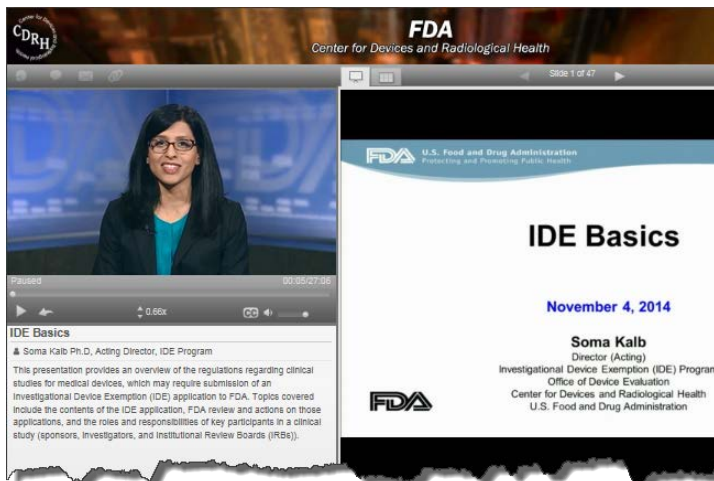 CDRH
FDA
Center for Devices and Radiological Health
Slide 1 of 47
FDA U.S. Food and Drug Administration
Protecting and Promoting Public Health
IDE Basics
November 4, 2014
Soma Kalb
Director (Acting)
Investigational Device Exemption (IDE) Program
Office of Device Evaluation
Center for Devices and Radiological Health
U.S. Food and Drug Administration
FDA
Paused 00:05/27:06
0.66x
CC
IDE Basics
Soma Kalb Ph.D, Acting Director, IDE Program
This presentation provides an overview of the regulations regarding clinical
studies for medical devices, which may require submission of an
Investigational Device Exemption (IDE) application to FDA. Topics covered
include the contents of the IDE application, FDA review and actions on those
applications, and the roles and responsibilities of key participants in a clinical
study (sponsors, investigators, and Institutional Review Boards (IRBs)).